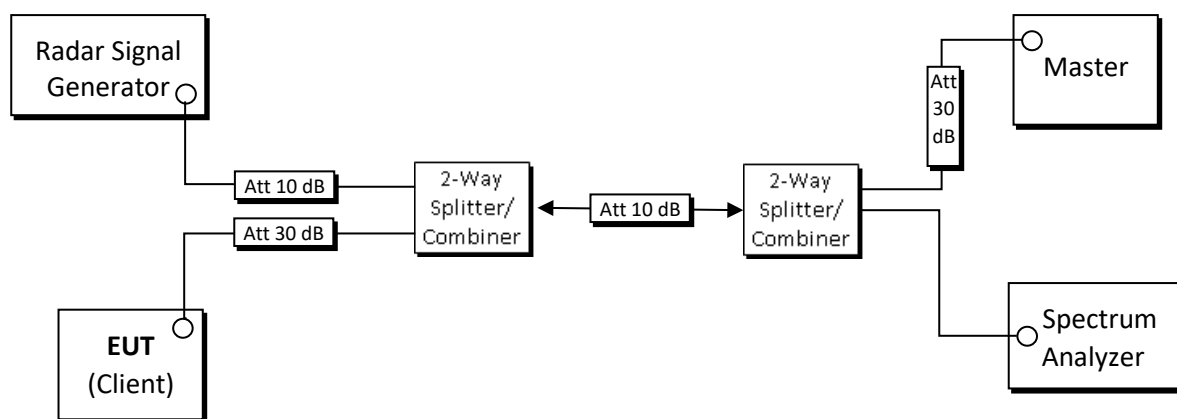 Radar Signal
Generator
Master
Att
30
dB
2-Way
Splitter/
Combiner
2-Way
Splitter/
Combiner
Att 10 dB
Att 10 dB
Att 30 dB
EUT
(Client)
Spectrum
Analyzer